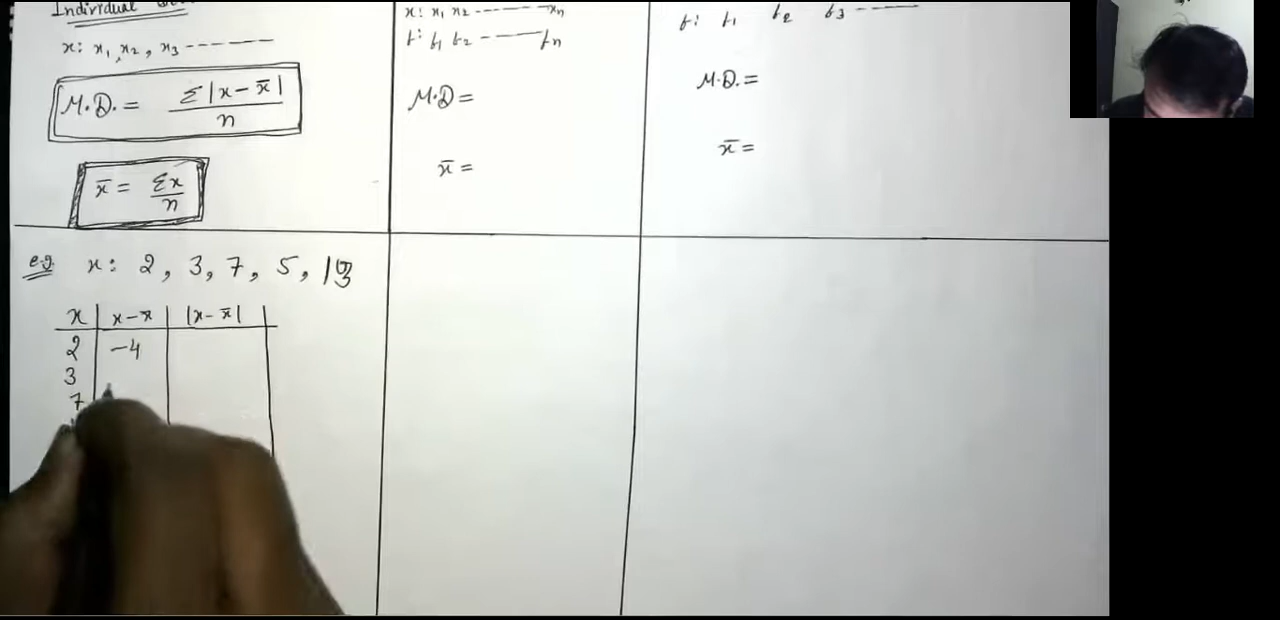 Individual
x: x₁, x₂, x₃ --------
M.D. = Σ|x-x̄| / n
x̄ = Σx / n
x: x₁ x₂ -------- xₙ
f: f₁ f₂ ------ fₙ
M.D =
x̄ =
f: f₁ f₂ f₃ -----
M.D. =
x̄ =
e.g. x: 2, 3, 7, 5, 13
x | x-x̄ | |x-x̄|
2 | -4
3
7